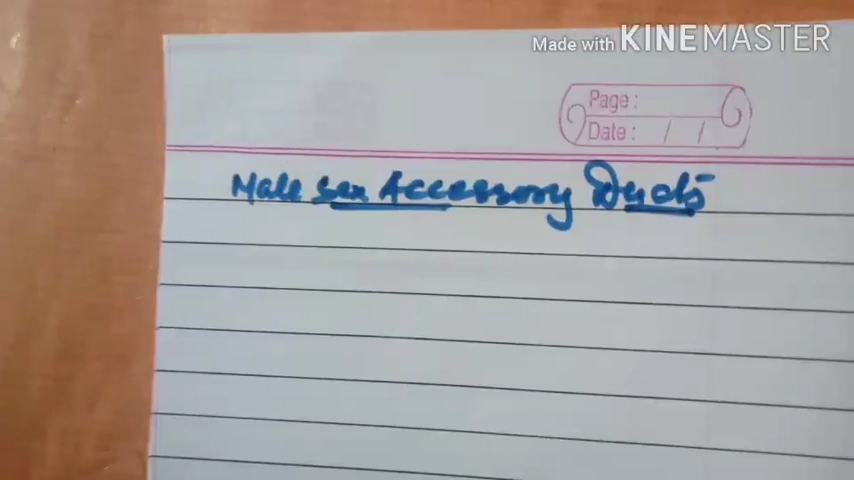 Made with KINEMASTER
Page :
Date : / /
Male sex Accessory Ducts